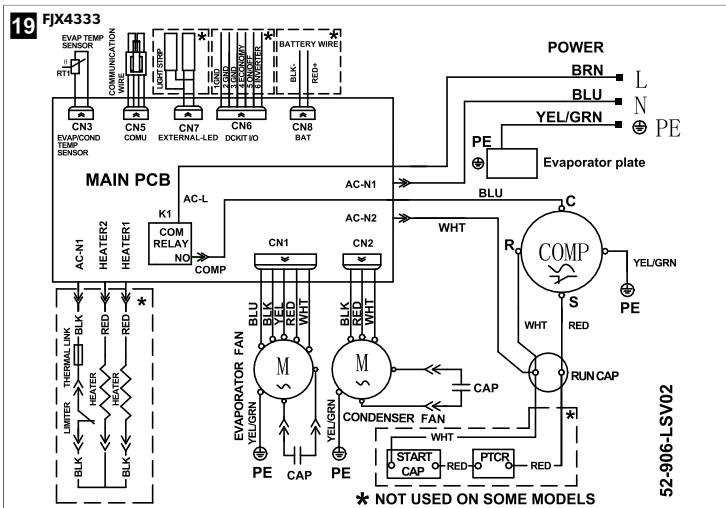 19 FJX4333
EVAP TEMP
SENSOR
RT1
θ
COMMUNICATION
WIRE
LIGHT STRIP
*
1 GND
2 GND
3 GND
4 ECONOMY
5 ON/OFF
6 INVERTER
*
BATTERY WIRE
*
BLK-
RED+
POWER
BRN
L
BLU
N
YEL/GRN
PE
PE
Evaporator plate
CN3
EVAP/COND
TEMP
SENSOR
CN5
COMU
CN7
EXTERNAL-LED
CN6
DCKIT I/O
CN8
BAT
MAIN PCB
AC-N1
BLU
AC-L
K1
COM
RELAY
NO
COMP
AC-N2
WHT
C
R
COMP
S
YEL/GRN
PE
AC-N1
HEATER2
HEATER1
CN1
CN2
BLU
BLK
YEL
RED
WHT
BLK
RED
WHT
WHT
RED
*
BLK
RED
RED
THERMAL LINK
LIMITER
HEATER
HEATER
BLK
BLK
EVAPORATOR FAN
M
~
YEL/GRN
PE
CAP
M
~
YEL/GRN
PE
CAP
CONDENSER FAN
RUN CAP
*
WHT
START
CAP
RED
PTCR
RED
* NOT USED ON SOME MODELS
52-906-LSV02